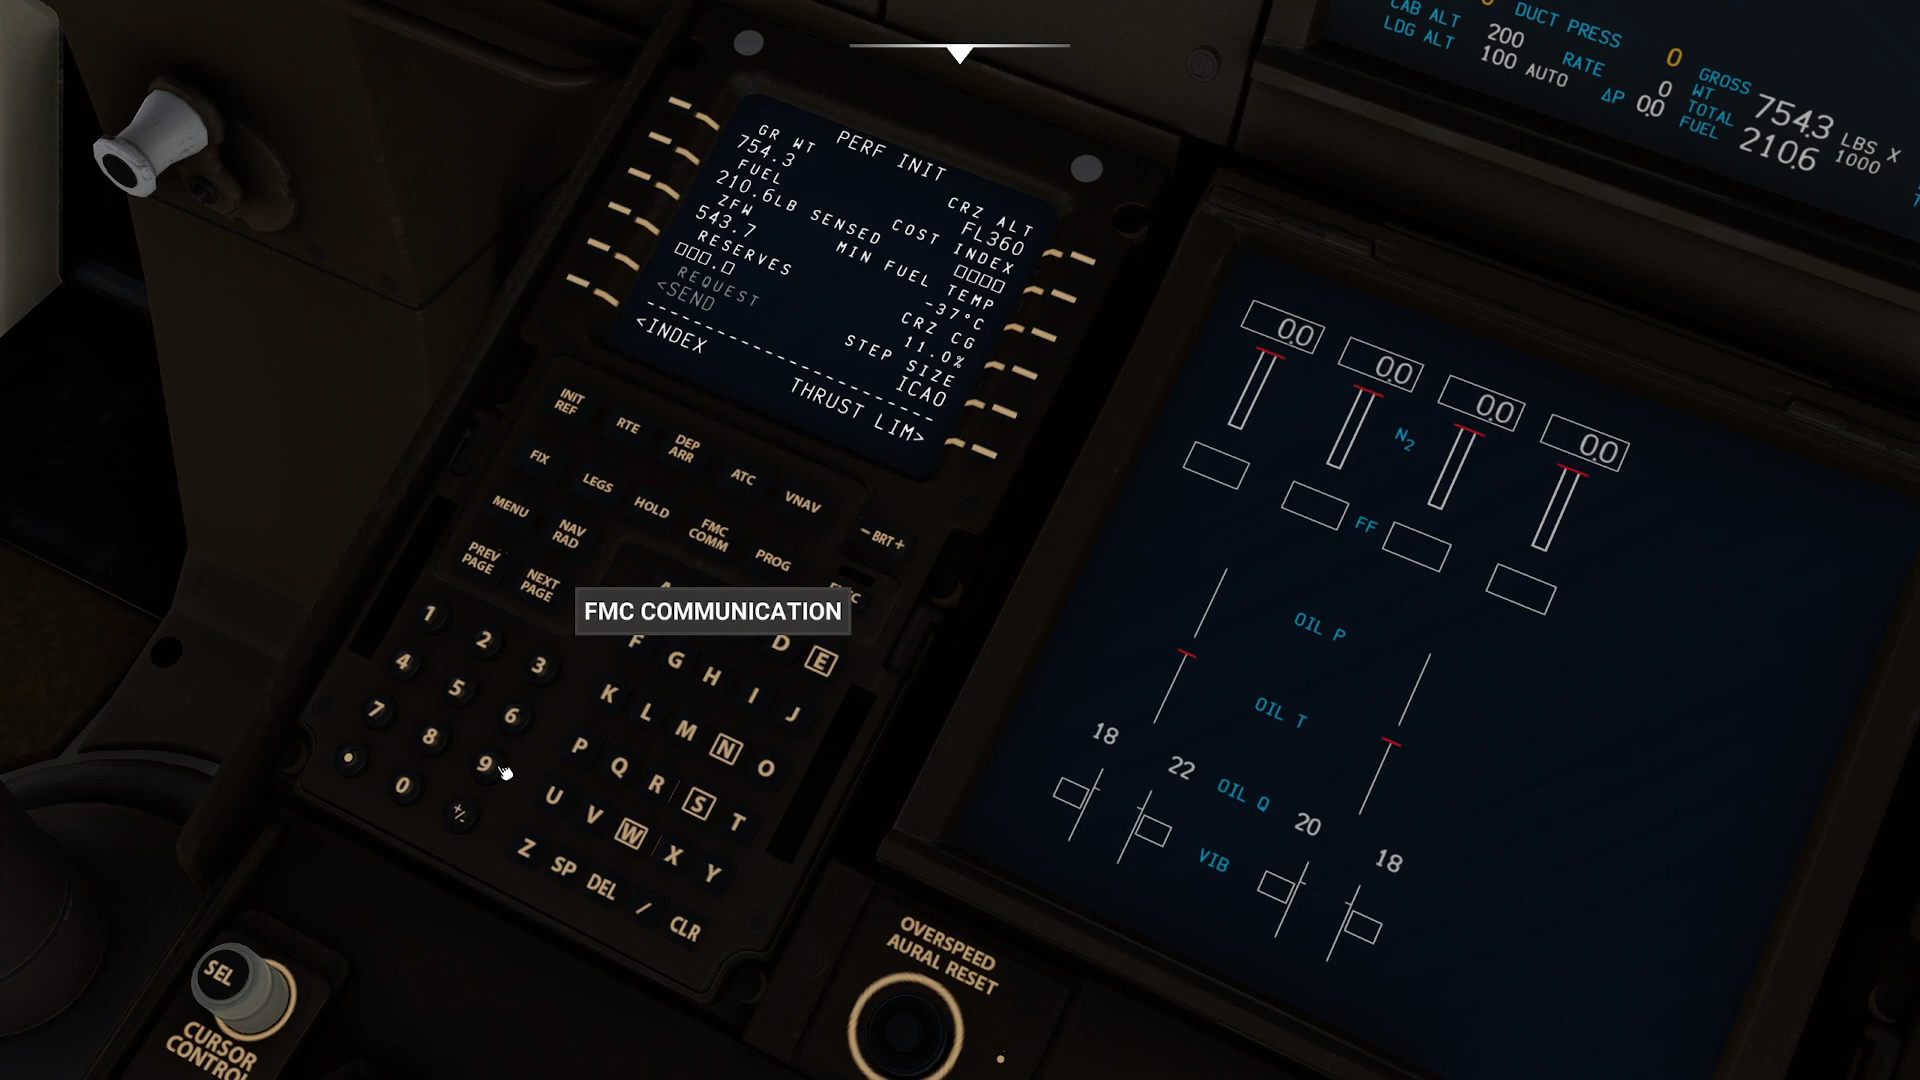 CAB ALT 200
LDG ALT 100 AUTO
DUCT PRESS 0
RATE 0
ΔP 00
GROSS WT 754.3 LBS X 1000
TOTAL FUEL 210.6
PERF INIT
GR WT CRZ ALT
754.3 FL360
FUEL COST INDEX
210.6LB SENSED □□□□
ZFW MIN FUEL TEMP
543.7 -37°C
RESERVES CRZ CG
□□□.□ 11.0%
REQUEST STEP SIZE
<SEND ICAO
--------------------
<INDEX THRUST LIM>
INIT REF
RTE
DEP ARR
ATC
VNAV
- BRT +
FIX
LEGS
HOLD
FMC COMM
PROG
MENU
NAV RAD
PREV PAGE
NEXT PAGE
FMC COMMUNICATION
1 2 3
4 5 6
7 8 9
. 0 +/-
D E
F G H I J
K L M N O
P Q R S T
U V W X Y
Z SP DEL / CLR
00 00 00 00
N2
FF
OIL P
OIL T
18 22 OIL Q 20 18
VIB
OVERSPEED
AURAL RESET
SEL
CURSOR
CONTROL